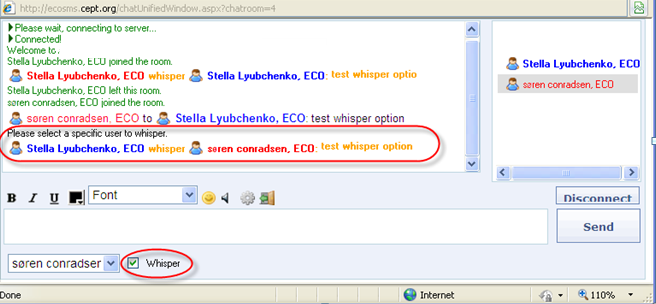 http://ecosms.cept.org/chatUnifiedWindow.aspx?chatroom=4
Please wait, connecting to server...
Connected!
Welcome to.
Stella Lyubchenko, ECO joined the room.
Stella Lyubchenko, ECO whisper Stella Lyubchenko, ECO: test whisper optio
Stella Lyubchenko, ECO left this room.
søren conradsen, ECO joined the room.
søren conradsen, ECO to Stella Lyubchenko, ECO: test whisper option
Please select a specific user to whisper.
Stella Lyubchenko, ECO whisper søren conradsen, ECO: test whisper option
Stella Lyubchenko, ECO
søren conradsen, ECO
B I U A Font
Disconnect
Send
søren conradser Whisper
Done Internet 110%